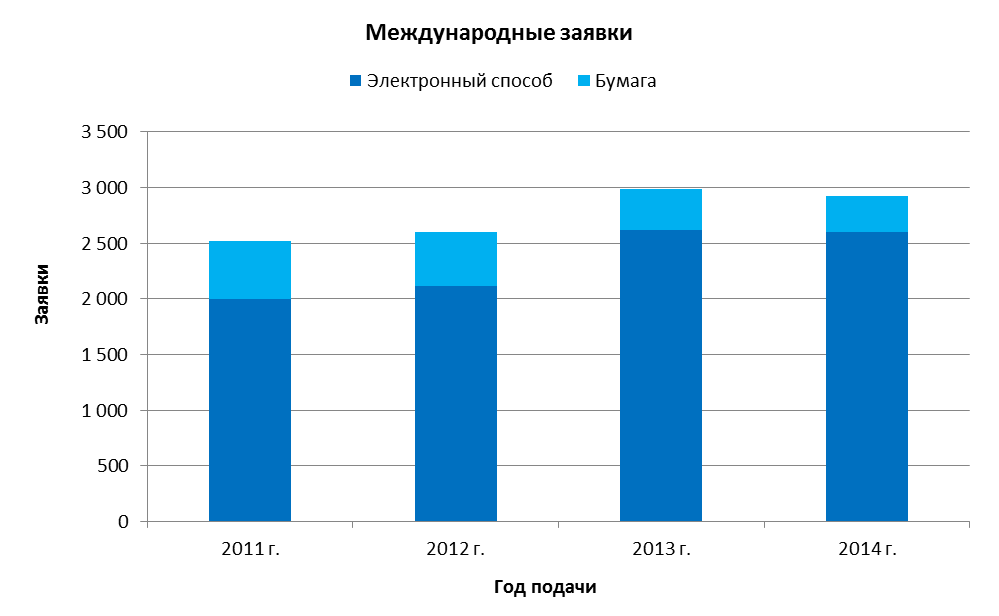 Международные заявки
Электронный способ
Бумага
3 500
3 000
2 500
2 000
1 500
1 000
500
0
Заявки
2011 г.
2012 г.
2013 г.
2014 г.
Год подачи